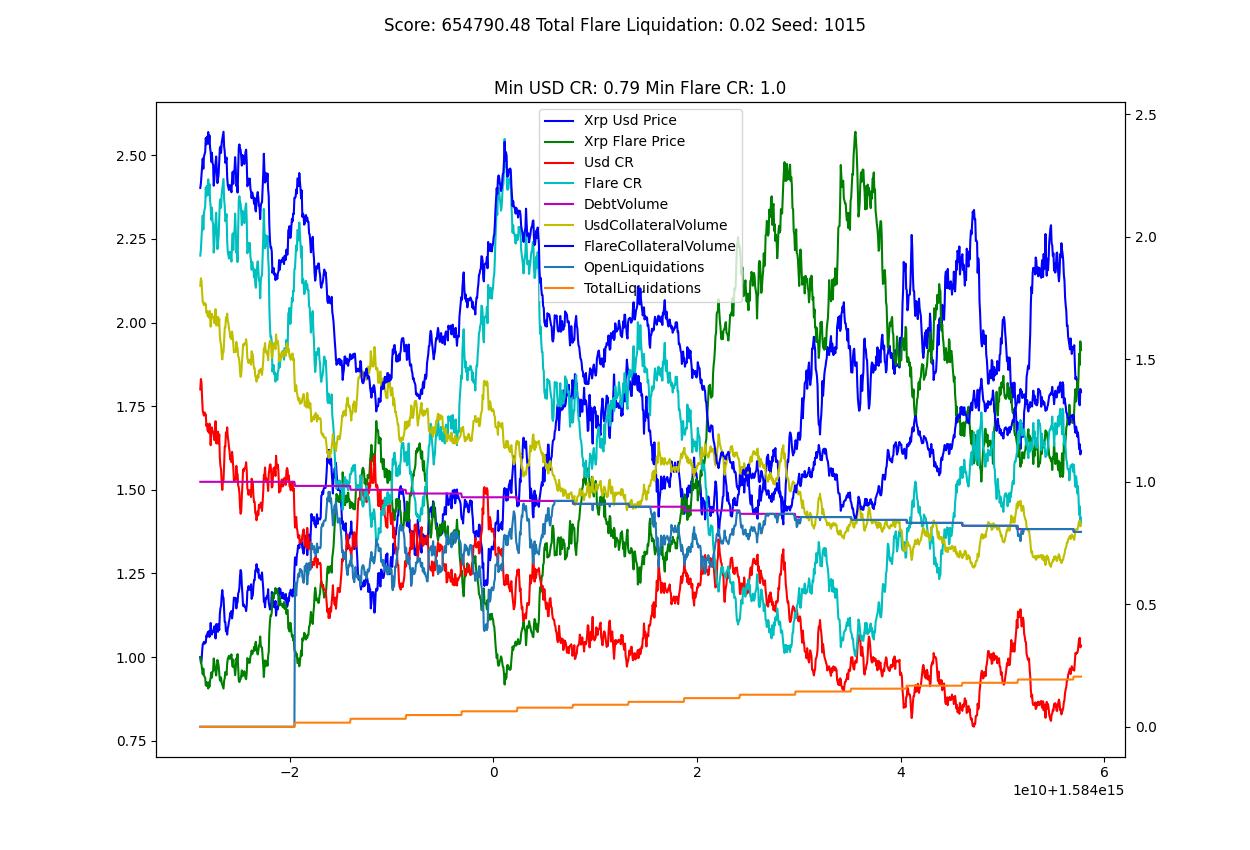 Score: 654790.48 Total Flare Liquidation: 0.02 Seed: 1015
Min USD CR: 0.79 Min Flare CR: 1.0
Xrp Usd Price
Xrp Flare Price
Usd CR
Flare CR
DebtVolume
UsdCollateralVolume
FlareCollateralVolume
OpenLiquidations
TotalLiquidations
2.50
2.25
2.00
1.75
1.50
1.25
1.00
0.75
2.5
2.0
1.5
1.0
0.5
0.0
−2
0
2
4
6
1e10+1.584e15